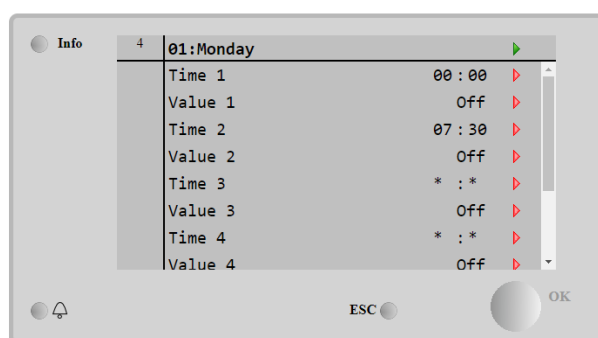 Info
4 01:Monday
Time 1 00:00
Value 1 Off
Time 2 07:30
Value 2 Off
Time 3 * :*
Value 3 Off
Time 4 * :*
Value 4 Off
ESC OK